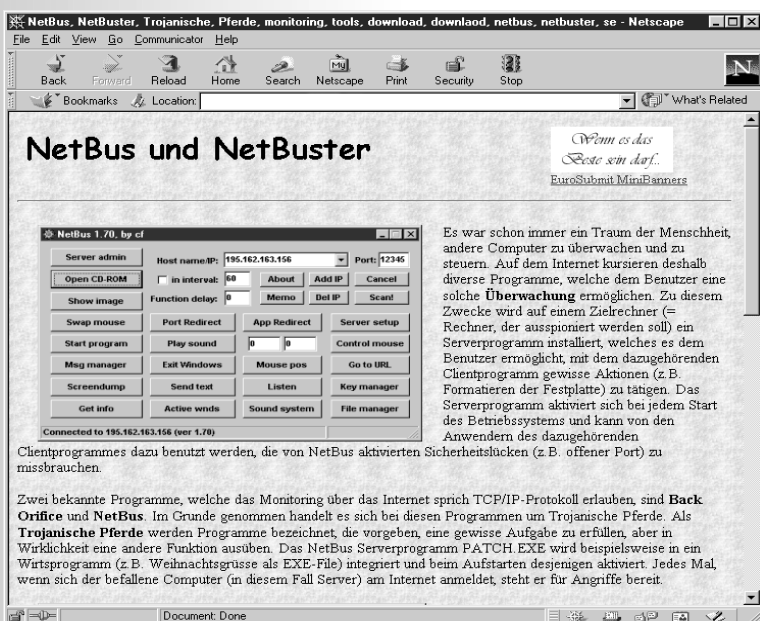 NetBus, NetBuster, Trojanische, Pferde, monitoring, tools, download, downlaod, netbus, netbuster, se - Netscape
File Edit View Go Communicator Help
Back Forward Reload Home Search Netscape Print Security Stop
My
N
Bookmarks Location: What's Related
NetBus und NetBuster
Wenn es das
Beste sein darf...
EuroSubmit MiniBanners
NetBus 1.70, by cf
Server admin Host name/IP: 195.162.163.156 Port: 12345
Open CD-ROM in interval: 60 About Add IP Cancel
Show image Function delay: 0 Memo Del IP Scan!
Swap mouse Port Redirect App Redirect Server setup
Start program Play sound 0 0 Control mouse
Msg manager Exit Windows Mouse pos Go to URL
Screendump Send text Listen Key manager
Get info Active wnds Sound system File manager
Connected to 195.162.163.156 (ver 1.70)
Es war schon immer ein Traum der Menschheit,
andere Computer zu überwachen und zu
steuern. Auf dem Internet kursieren deshalb
diverse Programme, welche dem Benutzer eine
solche Überwachung ermöglichen. Zu diesem
Zwecke wird auf einem Zielrechner (=
Rechner, der ausspioniert werden soll) ein
Serverprogramm installiert, welches es dem
Benutzer ermöglicht, mit dem dazugehörenden
Clientprogramm gewisse Aktionen (z.B.
Formatieren der Festplatte) zu tätigen. Das
Serverprogramm aktiviert sich bei jedem Start
des Betriebssystems und kann von den
Anwendern des dazugehörenden
Clientprogrammes dazu benutzt werden, die von NetBus aktivierten Sicherheitslücken (z.B. offener Port) zu
missbrauchen.
Zwei bekannte Programme, welche das Monitoring über das Internet sprich TCP/IP-Protokoll erlauben, sind Back
Orifice und NetBus. Im Grunde genommen handelt es sich bei diesen Programmen um Trojanische Pferde. Als
Trojanische Pferde werden Programme bezeichnet, die vorgeben, eine gewisse Aufgabe zu erfüllen, aber in
Wirklichkeit eine andere Funktion ausüben. Das NetBus Serverprogramm PATCH.EXE wird beispielsweise in ein
Wirtsprogramm (z.B. Weihnachtsgrüsse als EXE-File) integriert und beim Aufstarten desjenigen aktiviert. Jedes Mal,
wenn sich der befallene Computer (in diesem Fall Server) am Internet anmeldet, steht er für Angriffe bereit.
Document: Done